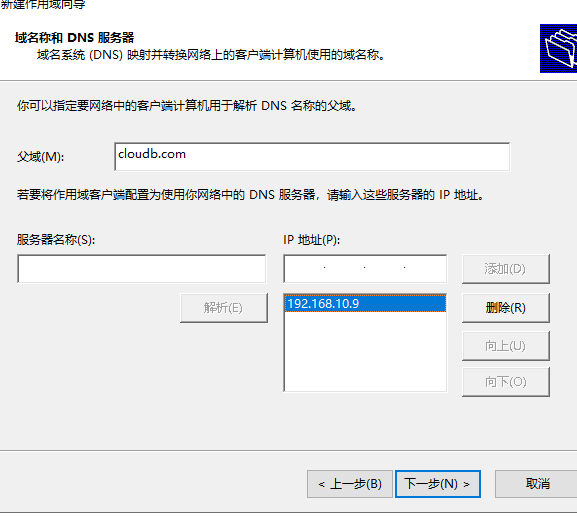 新建作用域向导
域名称和 DNS 服务器
域名系统 (DNS) 映射并转换网络上的客户端计算机使用的域名称。
你可以指定要网络中的客户端计算机用于解析 DNS 名称的父域。
父域(M):
cloudb.com
若要将作用域客户端配置为使用你网络中的 DNS 服务器，请输入这些服务器的 IP 地址。
服务器名称(S):
IP 地址(P):
. . .
添加(D)
解析(E)
192.168.10.9
删除(R)
向上(U)
向下(O)
< 上一步(B)
下一步(N) >
取消